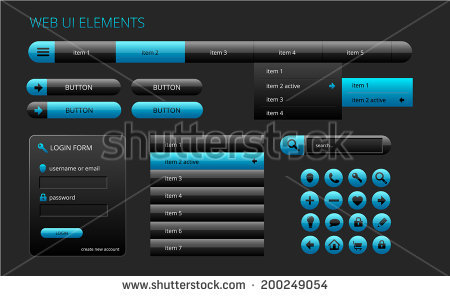 WEB UI ELEMENTS
item 1 item 2 item 3 item 4 item 5
item 1
item 2 active
item 3
item 4
item 1
item 2 active
BUTTON BUTTON
BUTTON BUTTON
LOGIN FORM
username or email
password
LOGIN
create new account
item 1
item 2 active
item 3
item 4
item 5
item 6
item 7
search...
shutterstock
www.shutterstock.com · 200249054